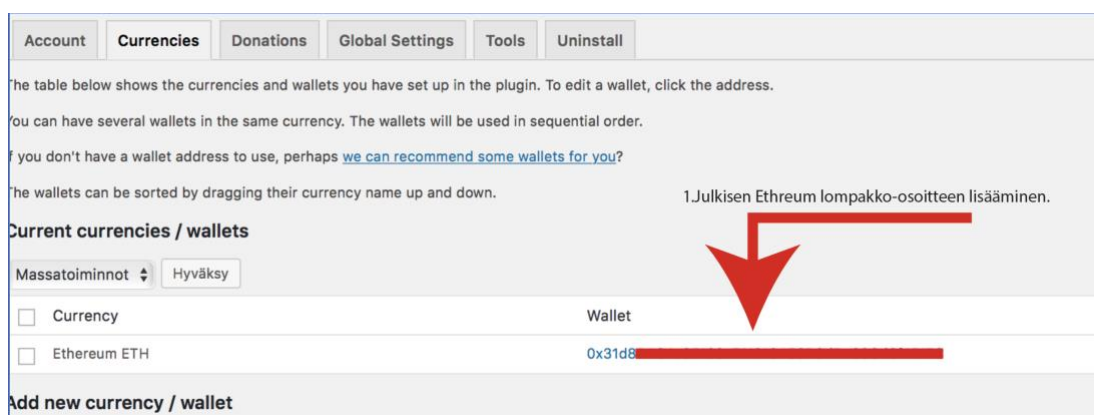 Account Currencies Donations Global Settings Tools Uninstall
The table below shows the currencies and wallets you have set up in the plugin. To edit a wallet, click the address.
You can have several wallets in the same currency. The wallets will be used in sequential order.
If you don't have a wallet address to use, perhaps we can recommend some wallets for you?
The wallets can be sorted by dragging their currency name up and down.
1.Julkisen Ethreum lompakko-osoitteen lisääminen.
Current currencies / wallets
Massatoiminnot Hyväksy
Currency Wallet
Ethereum ETH 0x31d8
Add new currency / wallet